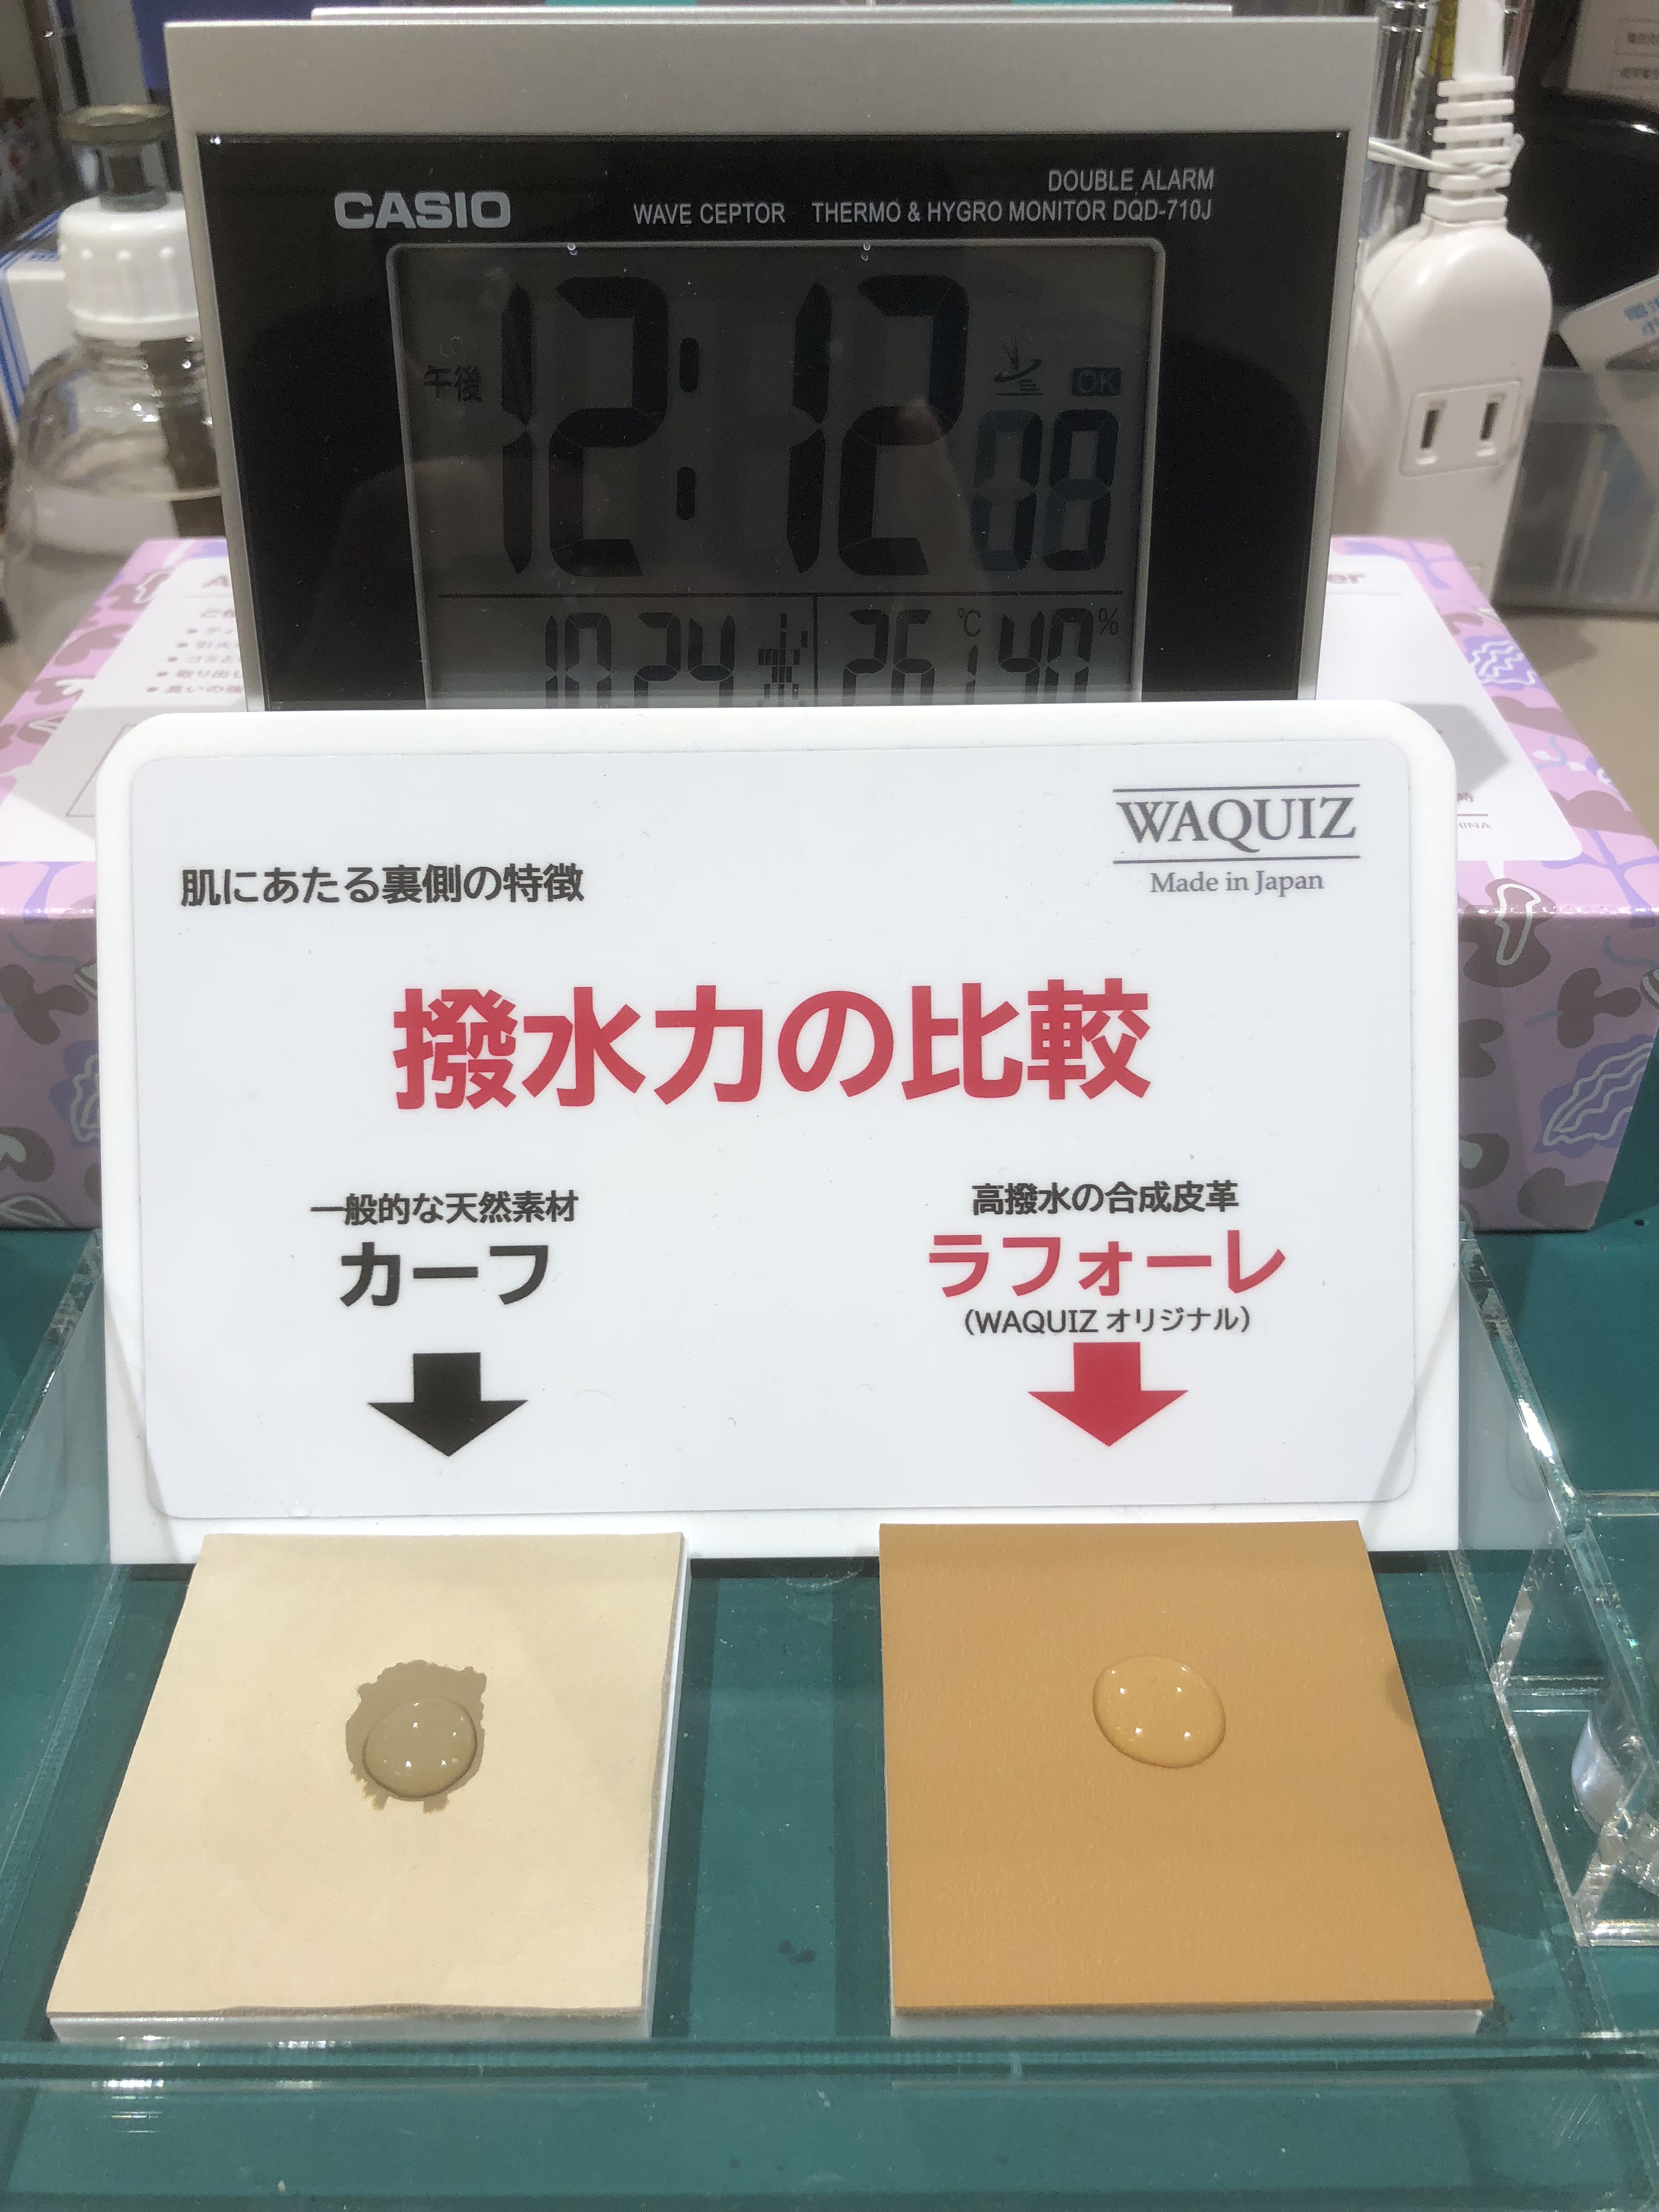 CASIO
DOUBLE ALARM
WAVE CEPTOR THERMO & HYGRO MONITOR DQD-710J
午後 12:12 08
OK
10.24 木 26. ℃ 40 %
WAQUIZ
Made in Japan
肌にあたる裏側の特徴
撥水力の比較
一般的な天然素材
カーフ
高撥水の合成皮革
ラフォーレ
(WAQUIZ オリジナル)